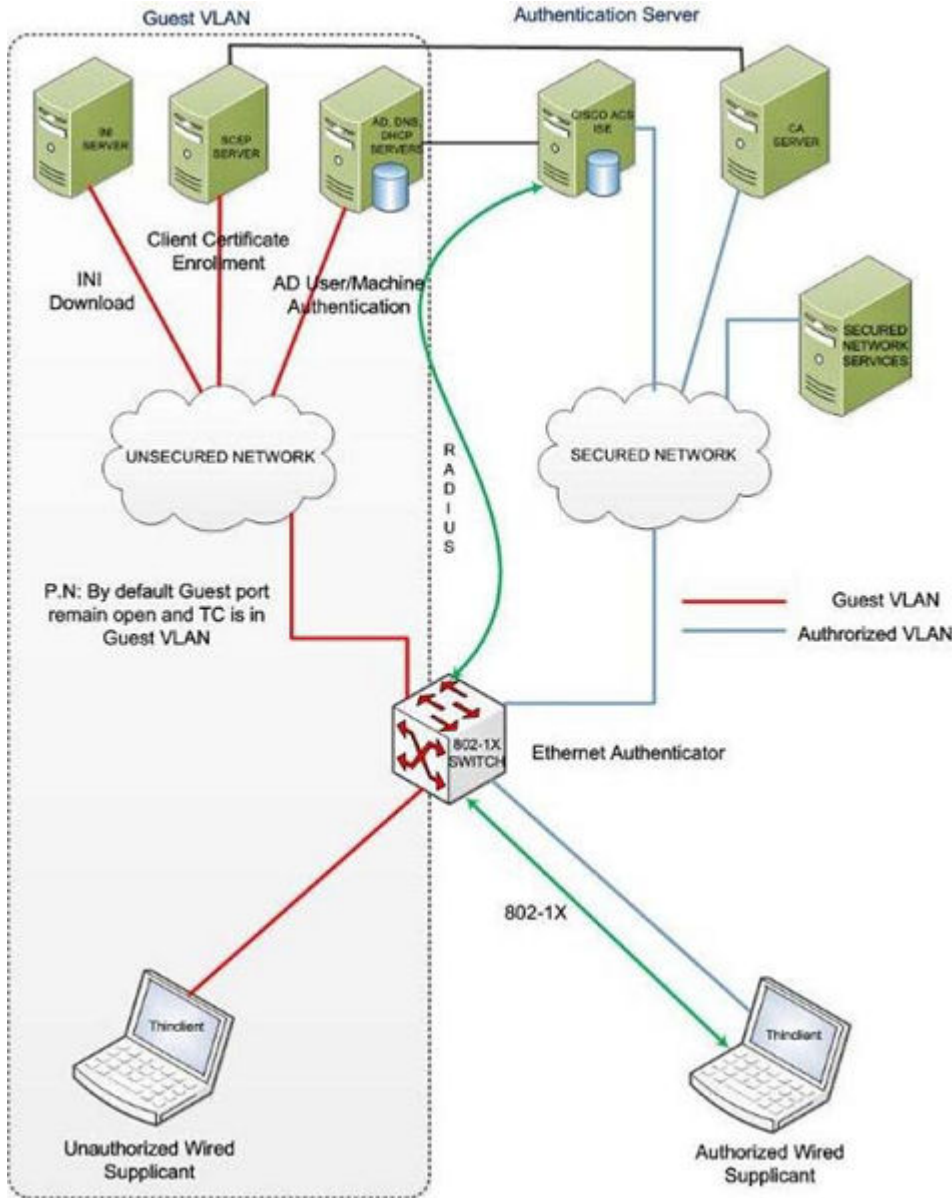 Guest VLAN
Authentication Server
INI
SERVER
SCEP
SERVER
AD, DNS,
DHCP
SERVERS
CISCO ACS
ISE
CA
SERVER
Client Certificate
Enrollment
INI
Download
AD User/Machine
Authentication
SECURED
NETWORK
SERVICES
UNSECURED NETWORK
RADIUS
SECURED NETWORK
P.N: By default Guest port
remain open and TC is in
Guest VLAN
Guest VLAN
Authrorized VLAN
802-1X
SWITCH
Ethernet Authenticator
802-1X
Thinclient
Thinclient
Unauthorized Wired
Supplicant
Authorized Wired
Supplicant